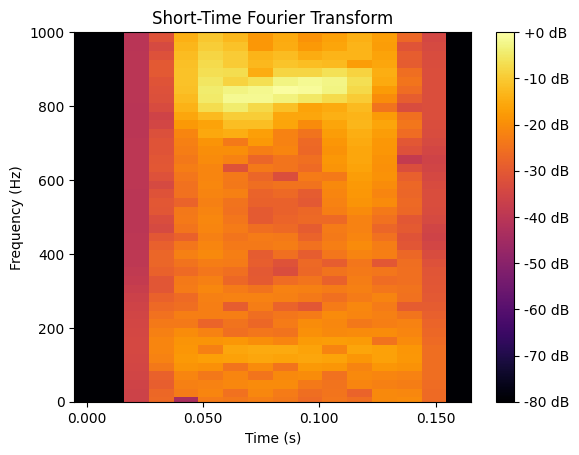 Short-Time Fourier Transform
1000
800
600
400
200
0
Frequency (Hz)
0.000
0.050
0.100
0.150
Time (s)
+0 dB
-10 dB
-20 dB
-30 dB
-40 dB
-50 dB
-60 dB
-70 dB
-80 dB